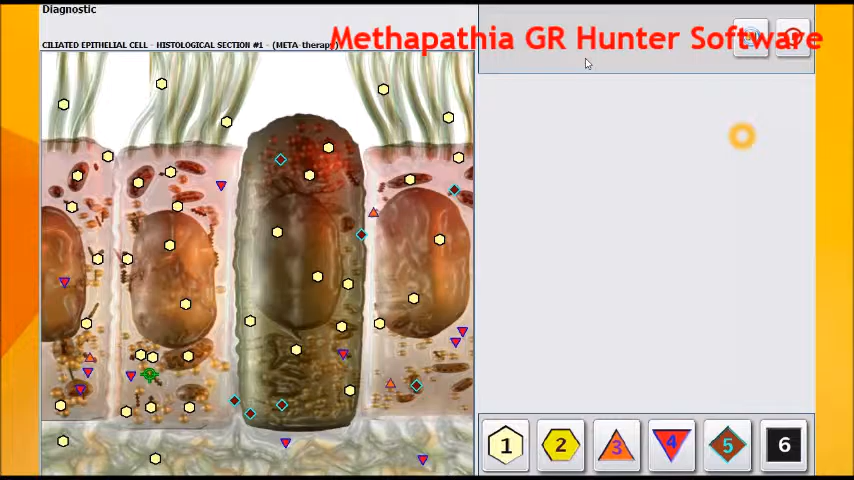 Diagnostic
Methapathia GR Hunter Software
CILIATED EPITHELIAL CELL - HISTOLOGICAL SECTION #1 - (META-therapy)
1 2 3 4 5 6